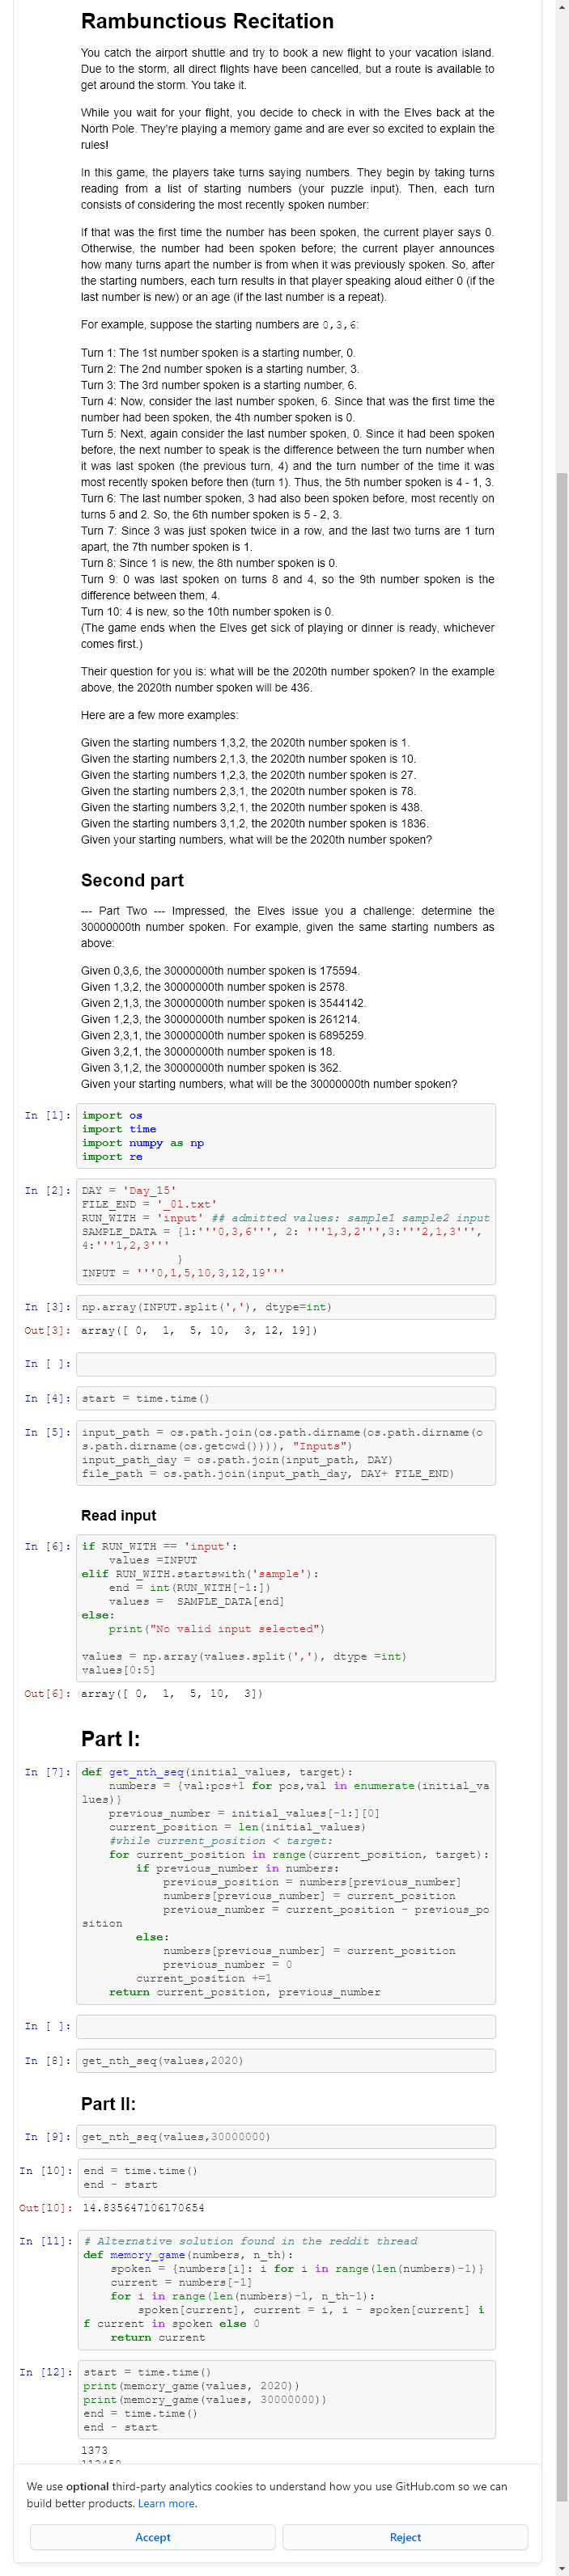 Rambunctious Recitation
You catch the airport shuttle and try to book a new flight to your vacation island.
Due to the storm, all direct flights have been cancelled, but a route is available to
get around the storm. You take it.
While you wait for your flight, you decide to check in with the Elves back at the
North Pole. They're playing a memory game and are ever so excited to explain the
rules!
In this game, the players take turns saying numbers. They begin by taking turns
reading from a list of starting numbers (your puzzle input). Then, each turn
consists of considering the most recently spoken number:
If that was the first time the number has been spoken, the current player says 0.
Otherwise, the number had been spoken before; the current player announces
how many turns apart the number is from when it was previously spoken. So, after
the starting numbers, each turn results in that player speaking aloud either 0 (if the
last number is new) or an age (if the last number is a repeat).
For example, suppose the starting numbers are 0,3,6:
Turn 1: The 1st number spoken is a starting number, 0.
Turn 2: The 2nd number spoken is a starting number, 3.
Turn 3: The 3rd number spoken is a starting number, 6.
Turn 4: Now, consider the last number spoken, 6. Since that was the first time the
number had been spoken, the 4th number spoken is 0.
Turn 5: Next, again consider the last number spoken, 0. Since it had been spoken
before, the next number to speak is the difference between the turn number when
it was last spoken (the previous turn, 4) and the turn number of the time it was
most recently spoken before then (turn 1). Thus, the 5th number spoken is 4 - 1, 3.
Turn 6: The last number spoken, 3 had also been spoken before, most recently on
turns 5 and 2. So, the 6th number spoken is 5 - 2, 3.
Turn 7: Since 3 was just spoken twice in a row, and the last two turns are 1 turn
apart, the 7th number spoken is 1.
Turn 8: Since 1 is new, the 8th number spoken is 0.
Turn 9: 0 was last spoken on turns 8 and 4, so the 9th number spoken is the
difference between them, 4.
Turn 10: 4 is new, so the 10th number spoken is 0.
(The game ends when the Elves get sick of playing or dinner is ready, whichever
comes first.)
Their question for you is: what will be the 2020th number spoken? In the example
above, the 2020th number spoken will be 436.
Here are a few more examples:
Given the starting numbers 1,3,2, the 2020th number spoken is 1.
Given the starting numbers 2,1,3, the 2020th number spoken is 10.
Given the starting numbers 1,2,3, the 2020th number spoken is 27.
Given the starting numbers 2,3,1, the 2020th number spoken is 78.
Given the starting numbers 3,2,1, the 2020th number spoken is 438.
Given the starting numbers 3,1,2, the 2020th number spoken is 1836.
Given your starting numbers, what will be the 2020th number spoken?
Second part
--- Part Two --- Impressed, the Elves issue you a challenge: determine the
30000000th number spoken. For example, given the same starting numbers as
above:
Given 0,3,6, the 30000000th number spoken is 175594.
Given 1,3,2, the 30000000th number spoken is 2578.
Given 2,1,3, the 30000000th number spoken is 3544142.
Given 1,2,3, the 30000000th number spoken is 261214.
Given 2,3,1, the 30000000th number spoken is 6895259.
Given 3,2,1, the 30000000th number spoken is 18.
Given 3,1,2, the 30000000th number spoken is 362.
Given your starting numbers, what will be the 30000000th number spoken?
In [1]: import os
import time
import numpy as np
import re
In [2]: DAY = 'Day_15'
FILE_END = '_01.txt'
RUN_WITH = 'input' ## admitted values: sample1 sample2 input
SAMPLE_DATA = {1:'''0,3,6''', 2: '''1,3,2''',3:'''2,1,3''',
4:'''1,2,3'''
}
INPUT = '''0,1,5,10,3,12,19'''
In [3]: np.array(INPUT.split(','), dtype=int)
Out[3]: array([ 0,  1,  5, 10,  3, 12, 19])
In [ ]:
In [4]: start = time.time()
In [5]: input_path = os.path.join(os.path.dirname(os.path.dirname(o
s.path.dirname(os.getcwd()))), "Inputs")
input_path_day = os.path.join(input_path, DAY)
file_path = os.path.join(input_path_day, DAY+ FILE_END)
Read input
In [6]: if RUN_WITH == 'input':
values =INPUT
elif RUN_WITH.startswith('sample'):
end = int(RUN_WITH[-1:])
values =  SAMPLE_DATA[end]
else:
print("No valid input selected")
values = np.array(values.split(','), dtype =int)
values[0:5]
Out[6]: array([ 0,  1,  5, 10,  3])
Part I:
In [7]: def get_nth_seq(initial_values, target):
numbers = {val:pos+1 for pos,val in enumerate(initial_va
lues)}
previous_number = initial_values[-1:][0]
current_position = len(initial_values)
#while current_position < target:
for current_position in range(current_position, target):
if previous_number in numbers:
previous_position = numbers[previous_number]
numbers[previous_number] = current_position
previous_number = current_position - previous_po
sition
else:
numbers[previous_number] = current_position
previous_number = 0
current_position +=1
return current_position, previous_number
In [ ]:
In [8]: get_nth_seq(values,2020)
Part II:
In [9]: get_nth_seq(values,30000000)
In [10]: end = time.time()
end - start
Out[10]: 14.835647106170654
In [11]: # Alternative solution found in the reddit thread
def memory_game(numbers, n_th):
spoken = {numbers[i]: i for i in range(len(numbers)-1)}
current = numbers[-1]
for i in range(len(numbers)-1, n_th-1):
spoken[current], current = i, i - spoken[current] i
f current in spoken else 0
return current
In [12]: start = time.time()
print(memory_game(values, 2020))
print(memory_game(values, 30000000))
end = time.time()
end - start
1373
We use optional third-party analytics cookies to understand how you use GitHub.com so we can
build better products. Learn more.
Accept Reject